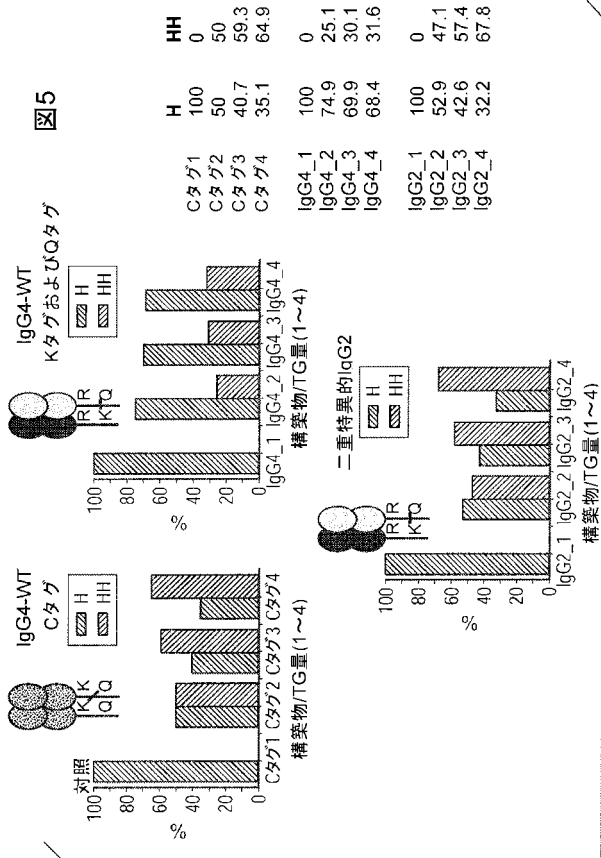 図5
IgG4-WT
Cタグ
H
HH
K K
Q Q
対照
100
80
60
40
20
0
%
Cタグ1 Cタグ2 Cタグ3 Cタグ4
構築物/TG量(1~4)
IgG4-WT
KタグおよびQタグ
H
HH
R R
K Q
100
80
60
40
20
0
%
IgG4_1 IgG4_2 IgG4_3 IgG4_4
構築物/TG量(1~4)
二重特異的IgG2
H
HH
R R
K Q
100
80
60
40
20
0
%
IgG2_1 IgG2_2 IgG2_3 IgG2_4
構築物/TG量(1~4)
H HH
Cタグ1 100 0
Cタグ2 50 50
Cタグ3 40.7 59.3
Cタグ4 35.1 64.9
IgG4_1 100 0
IgG4_2 74.9 25.1
IgG4_3 69.9 30.1
IgG4_4 68.4 31.6
IgG2_1 100 0
IgG2_2 52.9 47.1
IgG2_3 42.6 57.4
IgG2_4 32.2 67.8